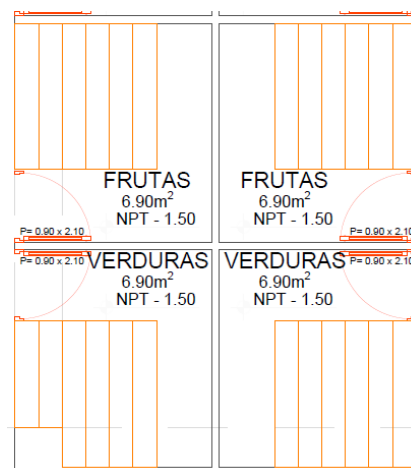 FRUTAS
6.90m²
NPT - 1.50
P= 0.90 x 2.10
FRUTAS
6.90m²
NPT - 1.50
P= 0.90 x 2.10
VERDURAS
6.90m²
NPT - 1.50
P= 0.90 x 2.10
VERDURAS
6.90m²
NPT - 1.50
P= 0.90 x 2.10